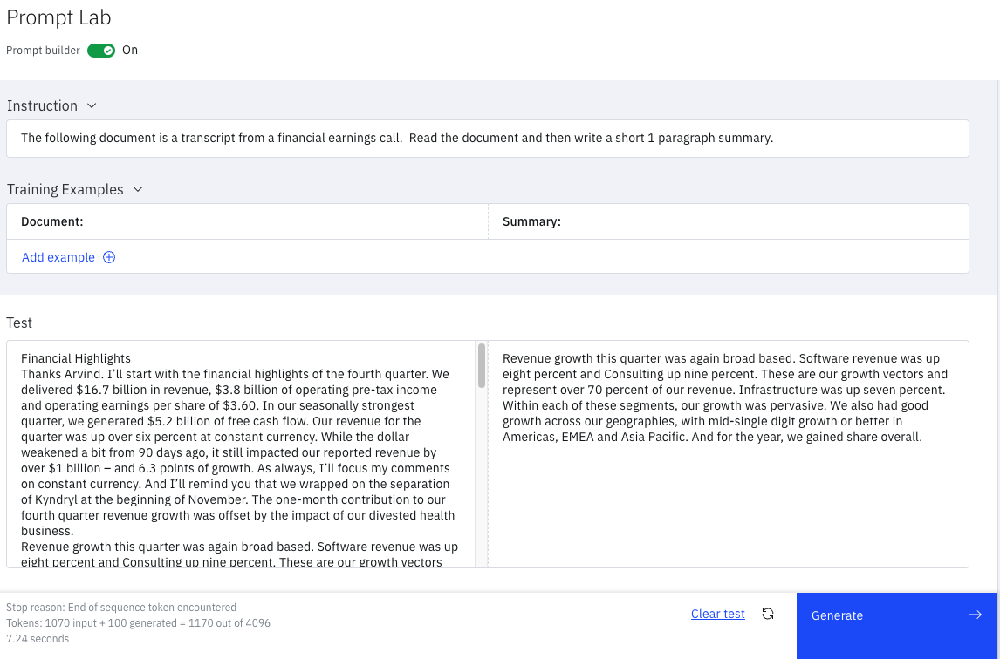 Prompt Lab
Prompt builder On
Instruction
The following document is a transcript from a financial earnings call.  Read the document and then write a short 1 paragraph summary.
Training Examples
Document:
Summary:
Add example
Test
Financial Highlights
Thanks Arvind. I’ll start with the financial highlights of the fourth quarter. We
delivered $16.7 billion in revenue, $3.8 billion of operating pre-tax income
and operating earnings per share of $3.60. In our seasonally strongest
quarter, we generated $5.2 billion of free cash flow. Our revenue for the
quarter was up over six percent at constant currency. While the dollar
weakened a bit from 90 days ago, it still impacted our reported revenue by
over $1 billion – and 6.3 points of growth. As always, I’ll focus my comments
on constant currency. And I’ll remind you that we wrapped on the separation
of Kyndryl at the beginning of November. The one-month contribution to our
fourth quarter revenue growth was offset by the impact of our divested health
business.
Revenue growth this quarter was again broad based. Software revenue was up
eight percent and Consulting up nine percent. These are our growth vectors
Revenue growth this quarter was again broad based. Software revenue was up
eight percent and Consulting up nine percent. These are our growth vectors and
represent over 70 percent of our revenue. Infrastructure was up seven percent.
Within each of these segments, our growth was pervasive. We also had good
growth across our geographies, with mid-single digit growth or better in
Americas, EMEA and Asia Pacific. And for the year, we gained share overall.
Stop reason: End of sequence token encountered
Tokens: 1070 input + 100 generated = 1170 out of 4096
7.24 seconds
Clear test
Generate